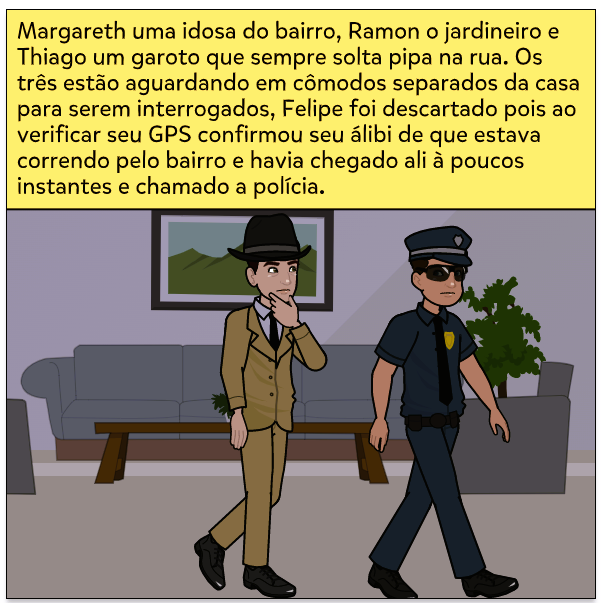 Margareth uma idosa do bairro, Ramon o jardineiro e
Thiago um garoto que sempre solta pipa na rua. Os
três estão aguardando em cômodos separados da casa
para serem interrogados, Felipe foi descartado pois ao
verificar seu GPS confirmou seu álibi de que estava
correndo pelo bairro e havia chegado ali à poucos
instantes e chamado a polícia.